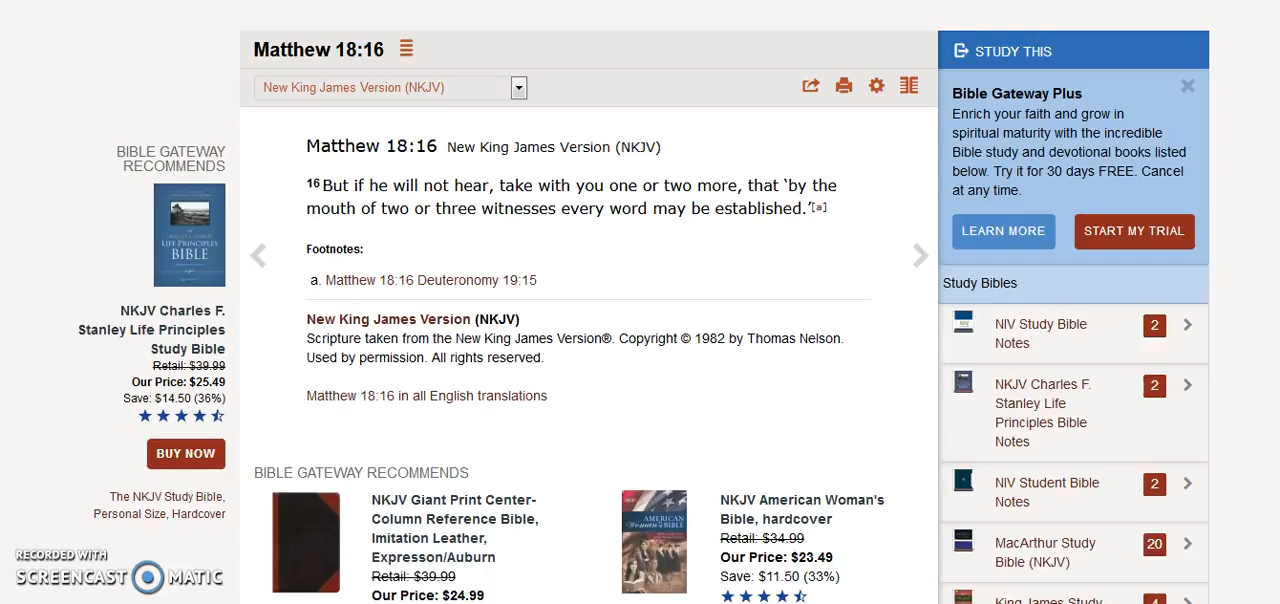 Matthew 18:16
New King James Version (NKJV)
BIBLE GATEWAY
RECOMMENDS
LIFE PRINCIPLES
BIBLE
NKJV Charles F.
Stanley Life Principles
Study Bible
Retail: $39.99
Our Price: $25.49
Save: $14.50 (36%)
BUY NOW
The NKJV Study Bible,
Personal Size, Hardcover
Matthew 18:16 New King James Version (NKJV)
16 But if he will not hear, take with you one or two more, that ‘by the
mouth of two or three witnesses every word may be established.’[a]
Footnotes:
a. Matthew 18:16 Deuteronomy 19:15
New King James Version (NKJV)
Scripture taken from the New King James Version®. Copyright © 1982 by Thomas Nelson.
Used by permission. All rights reserved.
Matthew 18:16 in all English translations
BIBLE GATEWAY RECOMMENDS
NKJV Giant Print Center-
Column Reference Bible,
Imitation Leather,
Expresson/Auburn
Retail: $39.99
Our Price: $24.99
AMERICAN
Woman's
BIBLE
NKJV American Woman's
Bible, hardcover
Retail: $34.99
Our Price: $23.49
Save: $11.50 (33%)
STUDY THIS
Bible Gateway Plus
Enrich your faith and grow in
spiritual maturity with the incredible
Bible study and devotional books listed
below. Try it for 30 days FREE. Cancel
at any time.
LEARN MORE
START MY TRIAL
Study Bibles
NIV Study Bible
Notes
2
NKJV Charles F.
Stanley Life
Principles Bible
Notes
2
NIV Student Bible
Notes
2
MacArthur Study
Bible (NKJV)
20
King James Study
4
RECORDED WITH
SCREENCAST MATIC